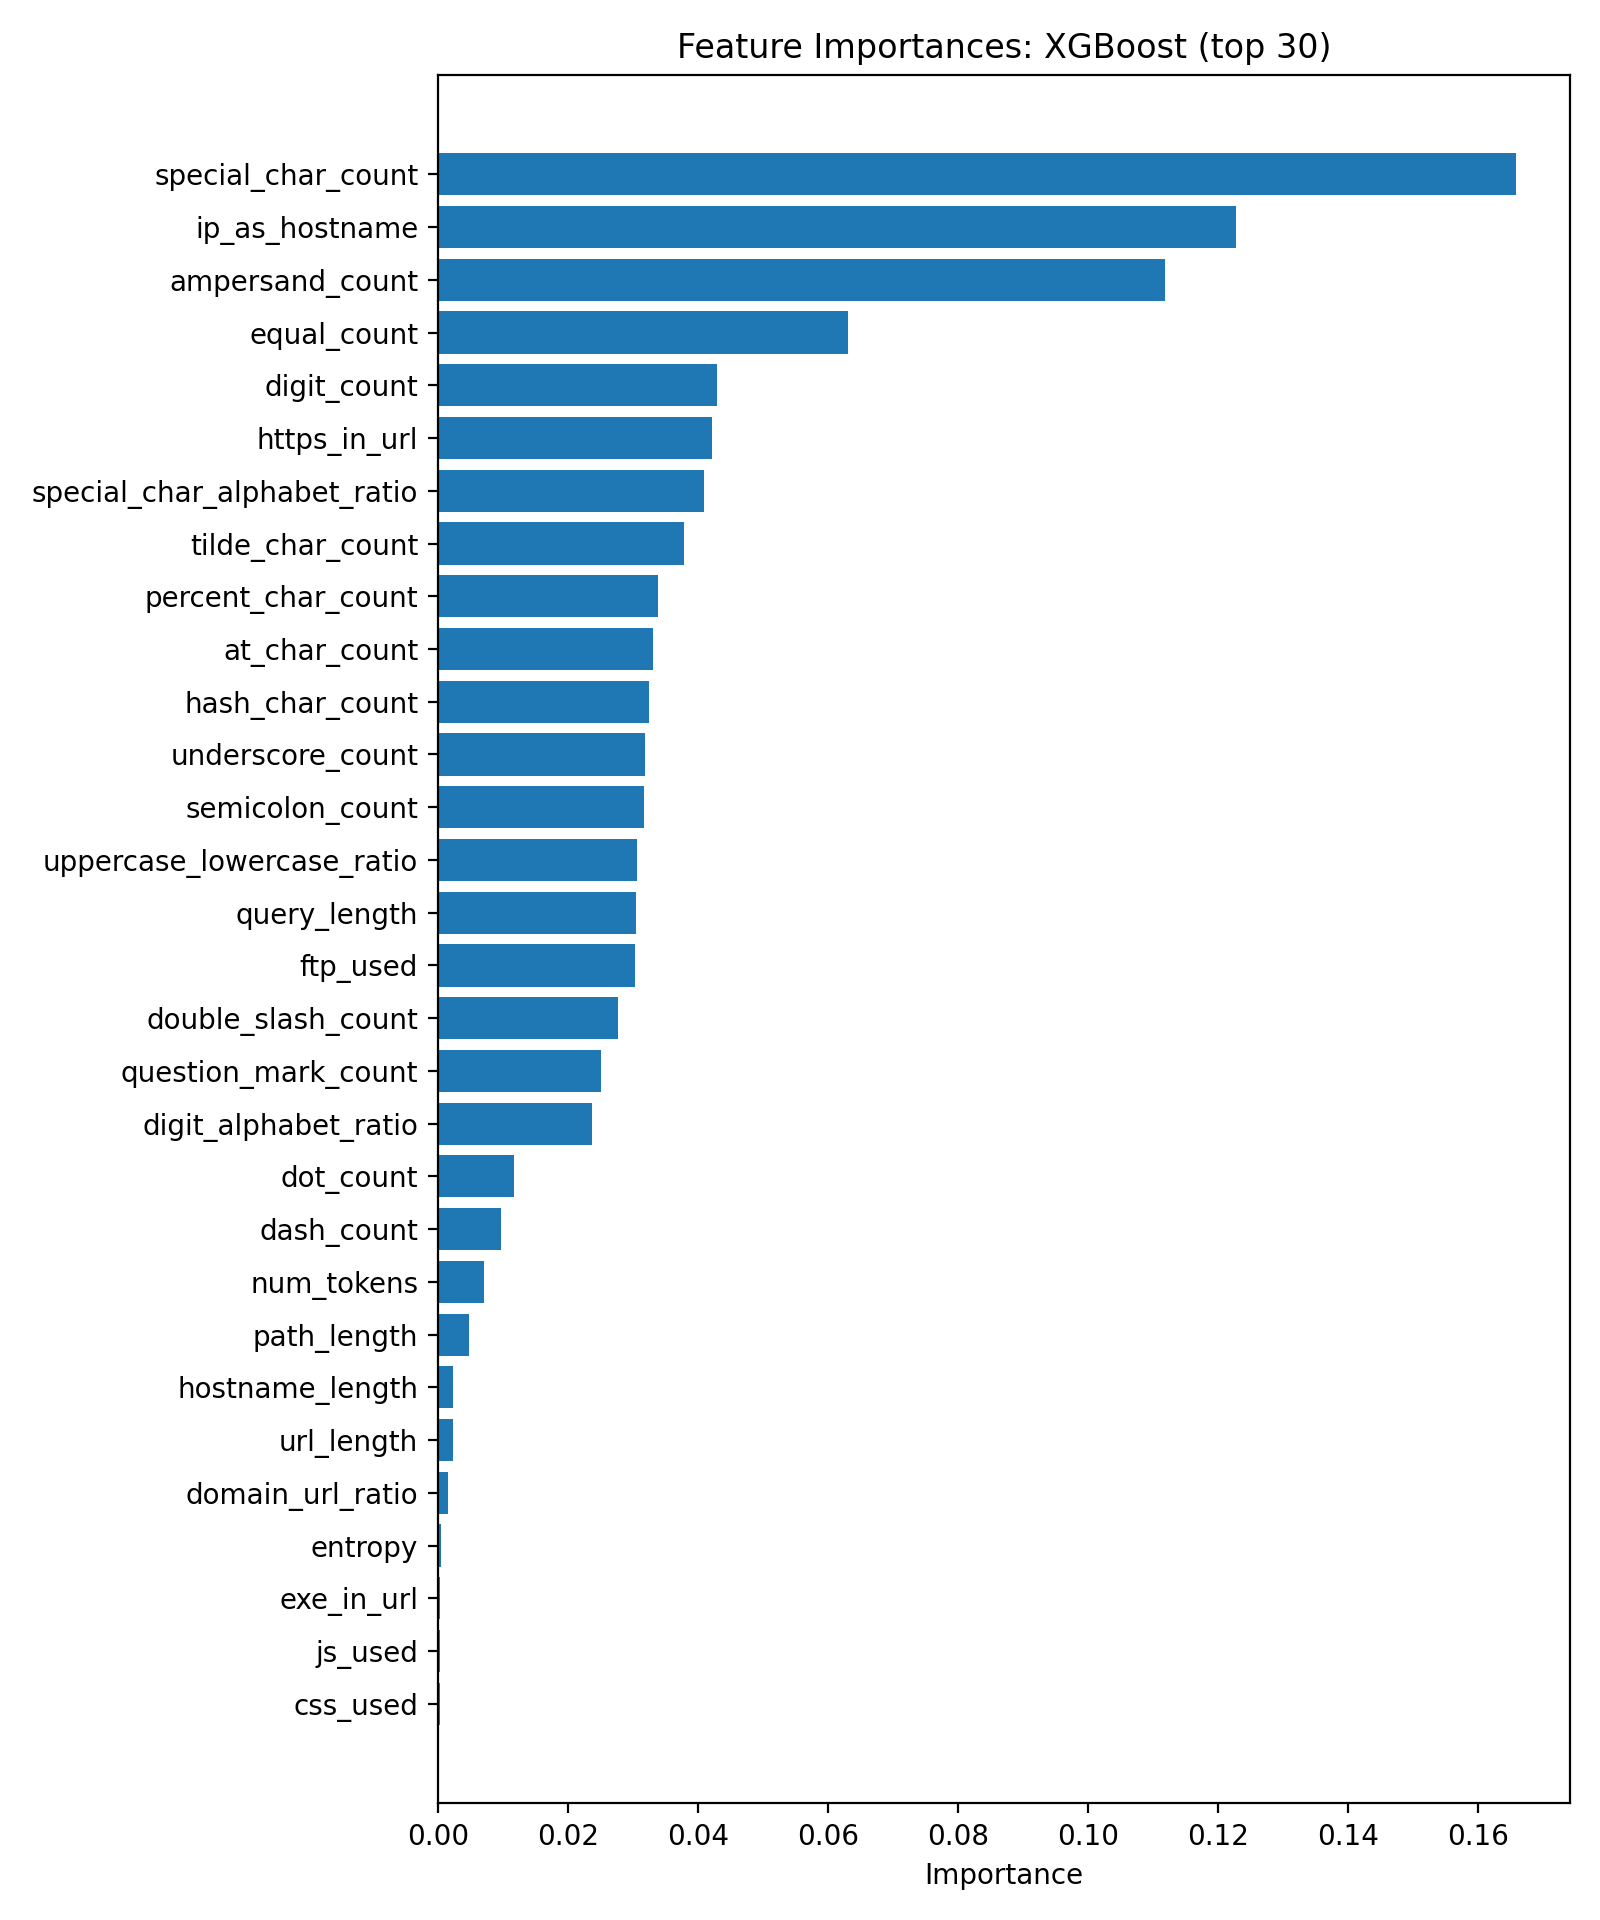 Feature Importances: XGBoost (top 30)
special_char_count
ip_as_hostname
ampersand_count
equal_count
digit_count
https_in_url
special_char_alphabet_ratio
tilde_char_count
percent_char_count
at_char_count
hash_char_count
underscore_count
semicolon_count
uppercase_lowercase_ratio
query_length
ftp_used
double_slash_count
question_mark_count
digit_alphabet_ratio
dot_count
dash_count
num_tokens
path_length
hostname_length
url_length
domain_url_ratio
entropy
exe_in_url
js_used
css_used
0.00 0.02 0.04 0.06 0.08 0.10 0.12 0.14 0.16
Importance